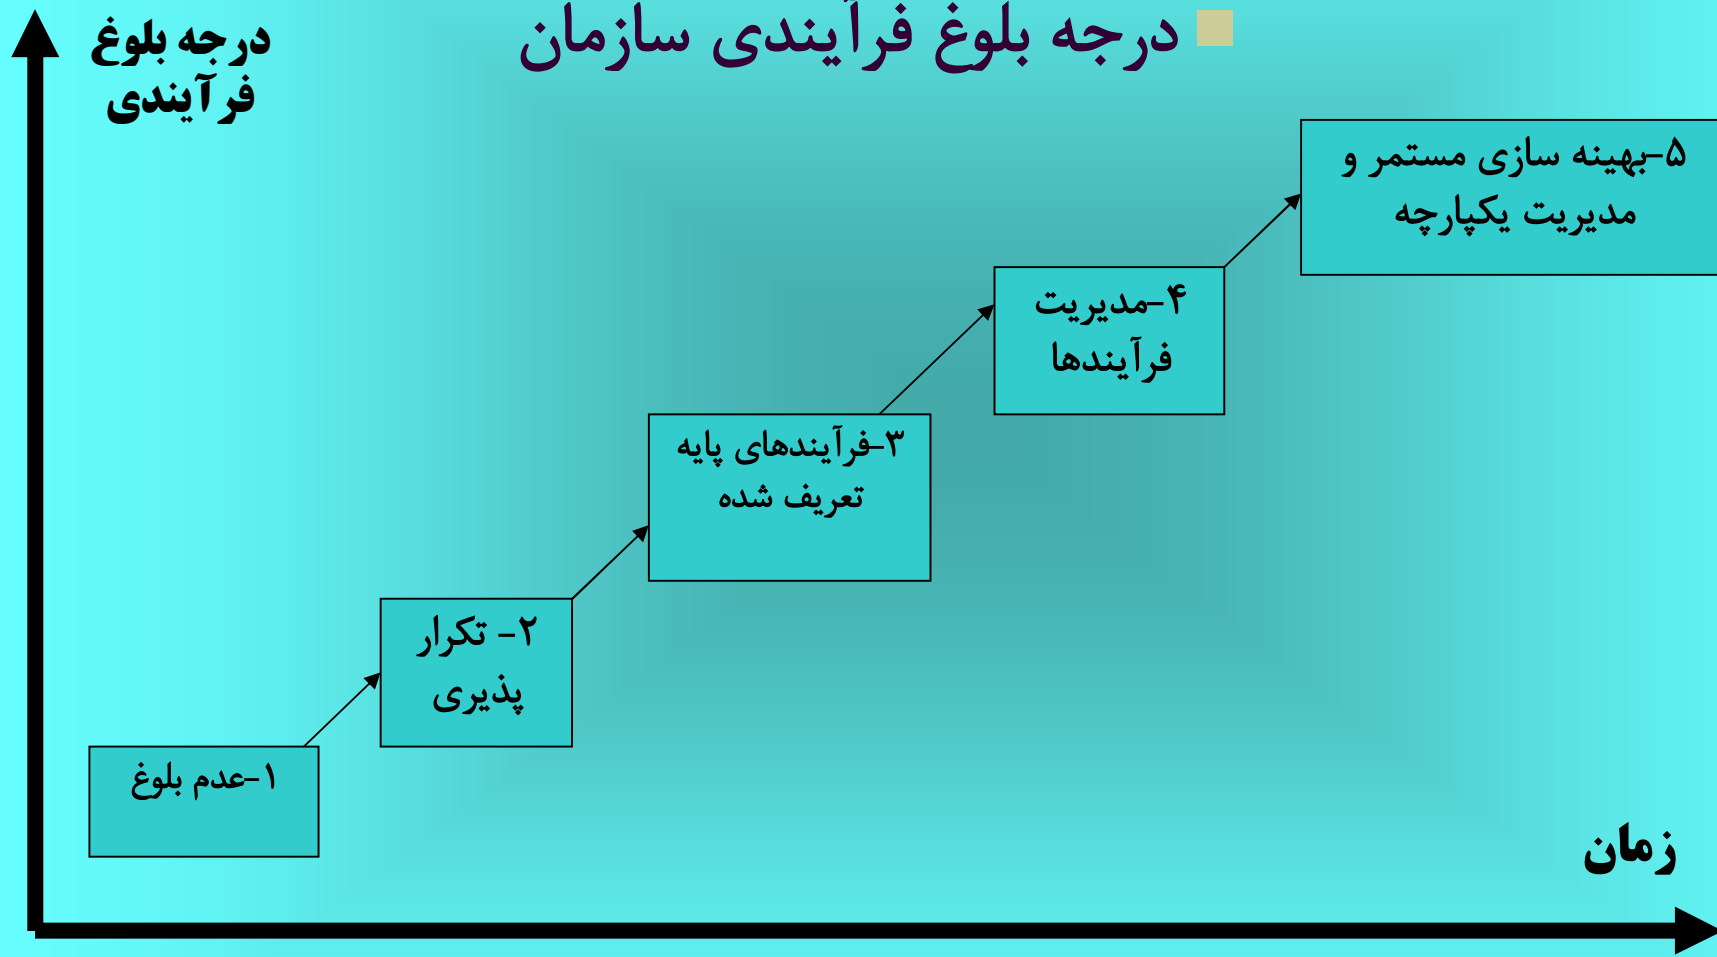 درجه بلوغ فرآیندی سازمان
درجه بلوغ
فرآیندی
۵-بهینه سازی مستمر و
مدیریت یکپارچه
۴-مدیریت
فرآیندها
۳-فرآیندهای پایه
تعریف شده
۲- تکرار
پذیری
۱-عدم بلوغ
زمان